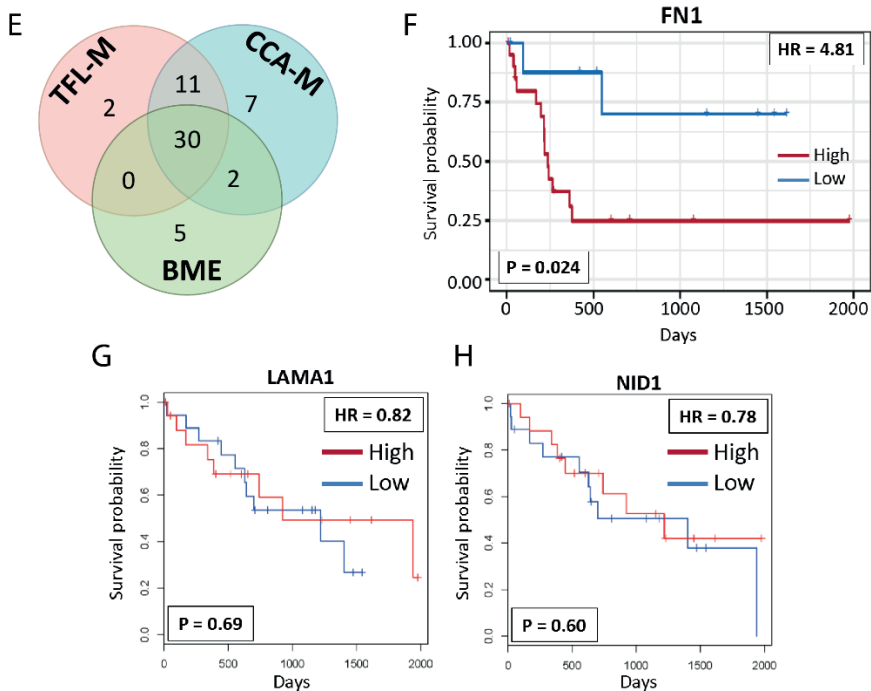 E
TFL-M
CCA-M
11
2
7
30
0
2
5
BME
F
FN1
HR = 4.81
1.00
0.75
0.50
0.25
0.00
Survival probability
High
Low
P = 0.024
0
500
1000
1500
2000
Days
G
LAMA1
HR = 0.82
High
Low
1.0
0.8
0.6
0.4
0.2
0.0
Survival probability
P = 0.69
0
500
1000
1500
2000
Days
H
NID1
HR = 0.78
High
Low
1.0
0.8
0.6
0.4
0.2
0.0
Survival probability
P = 0.60
0
500
1000
1500
2000
Days